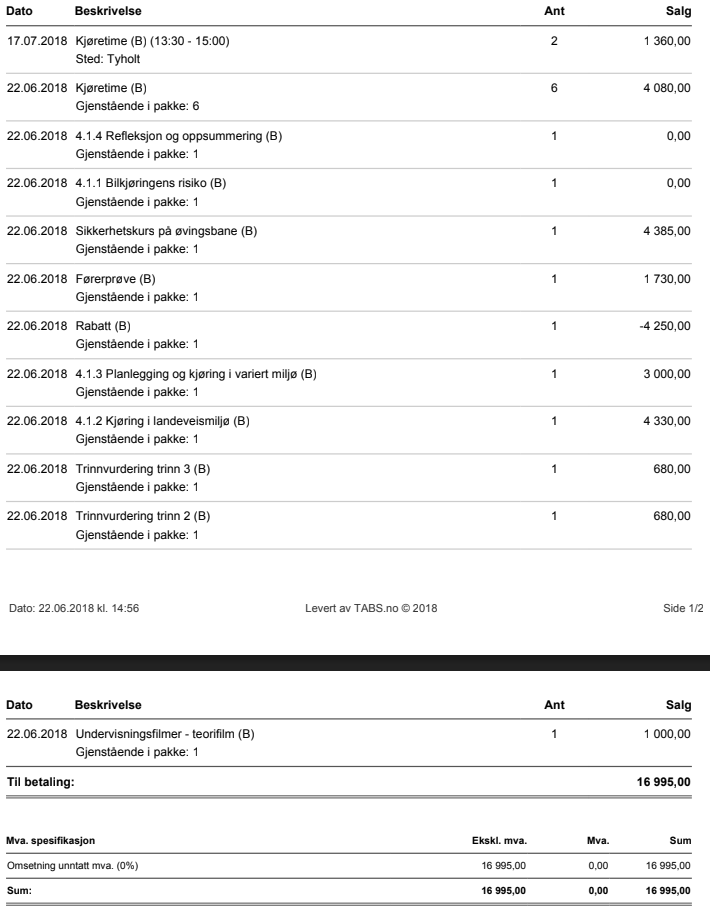 Dato Beskrivelse Ant Salg
17.07.2018 Kjøretime (B) (13:30 - 15:00) 2 1 360,00
Sted: Tyholt
22.06.2018 Kjøretime (B) 6 4 080,00
Gjenstående i pakke: 6
22.06.2018 4.1.4 Refleksjon og oppsummering (B) 1 0,00
Gjenstående i pakke: 1
22.06.2018 4.1.1 Bilkjøringens risiko (B) 1 0,00
Gjenstående i pakke: 1
22.06.2018 Sikkerhetskurs på øvingsbane (B) 1 4 385,00
Gjenstående i pakke: 1
22.06.2018 Førerprøve (B) 1 1 730,00
Gjenstående i pakke: 1
22.06.2018 Rabatt (B) 1 -4 250,00
Gjenstående i pakke: 1
22.06.2018 4.1.3 Planlegging og kjøring i variert miljø (B) 1 3 000,00
Gjenstående i pakke: 1
22.06.2018 4.1.2 Kjøring i landeveismiljø (B) 1 4 330,00
Gjenstående i pakke: 1
22.06.2018 Trinnvurdering trinn 3 (B) 1 680,00
Gjenstående i pakke: 1
22.06.2018 Trinnvurdering trinn 2 (B) 1 680,00
Gjenstående i pakke: 1
Dato: 22.06.2018 kl. 14:56 Levert av TABS.no © 2018 Side 1/2
Dato Beskrivelse Ant Salg
22.06.2018 Undervisningsfilmer - teorifilm (B) 1 1 000,00
Gjenstående i pakke: 1
Til betaling: 16 995,00
Mva. spesifikasjon Ekskl. mva. Mva. Sum
Omsetning unntatt mva. (0%) 16 995,00 0,00 16 995,00
Sum: 16 995,00 0,00 16 995,00